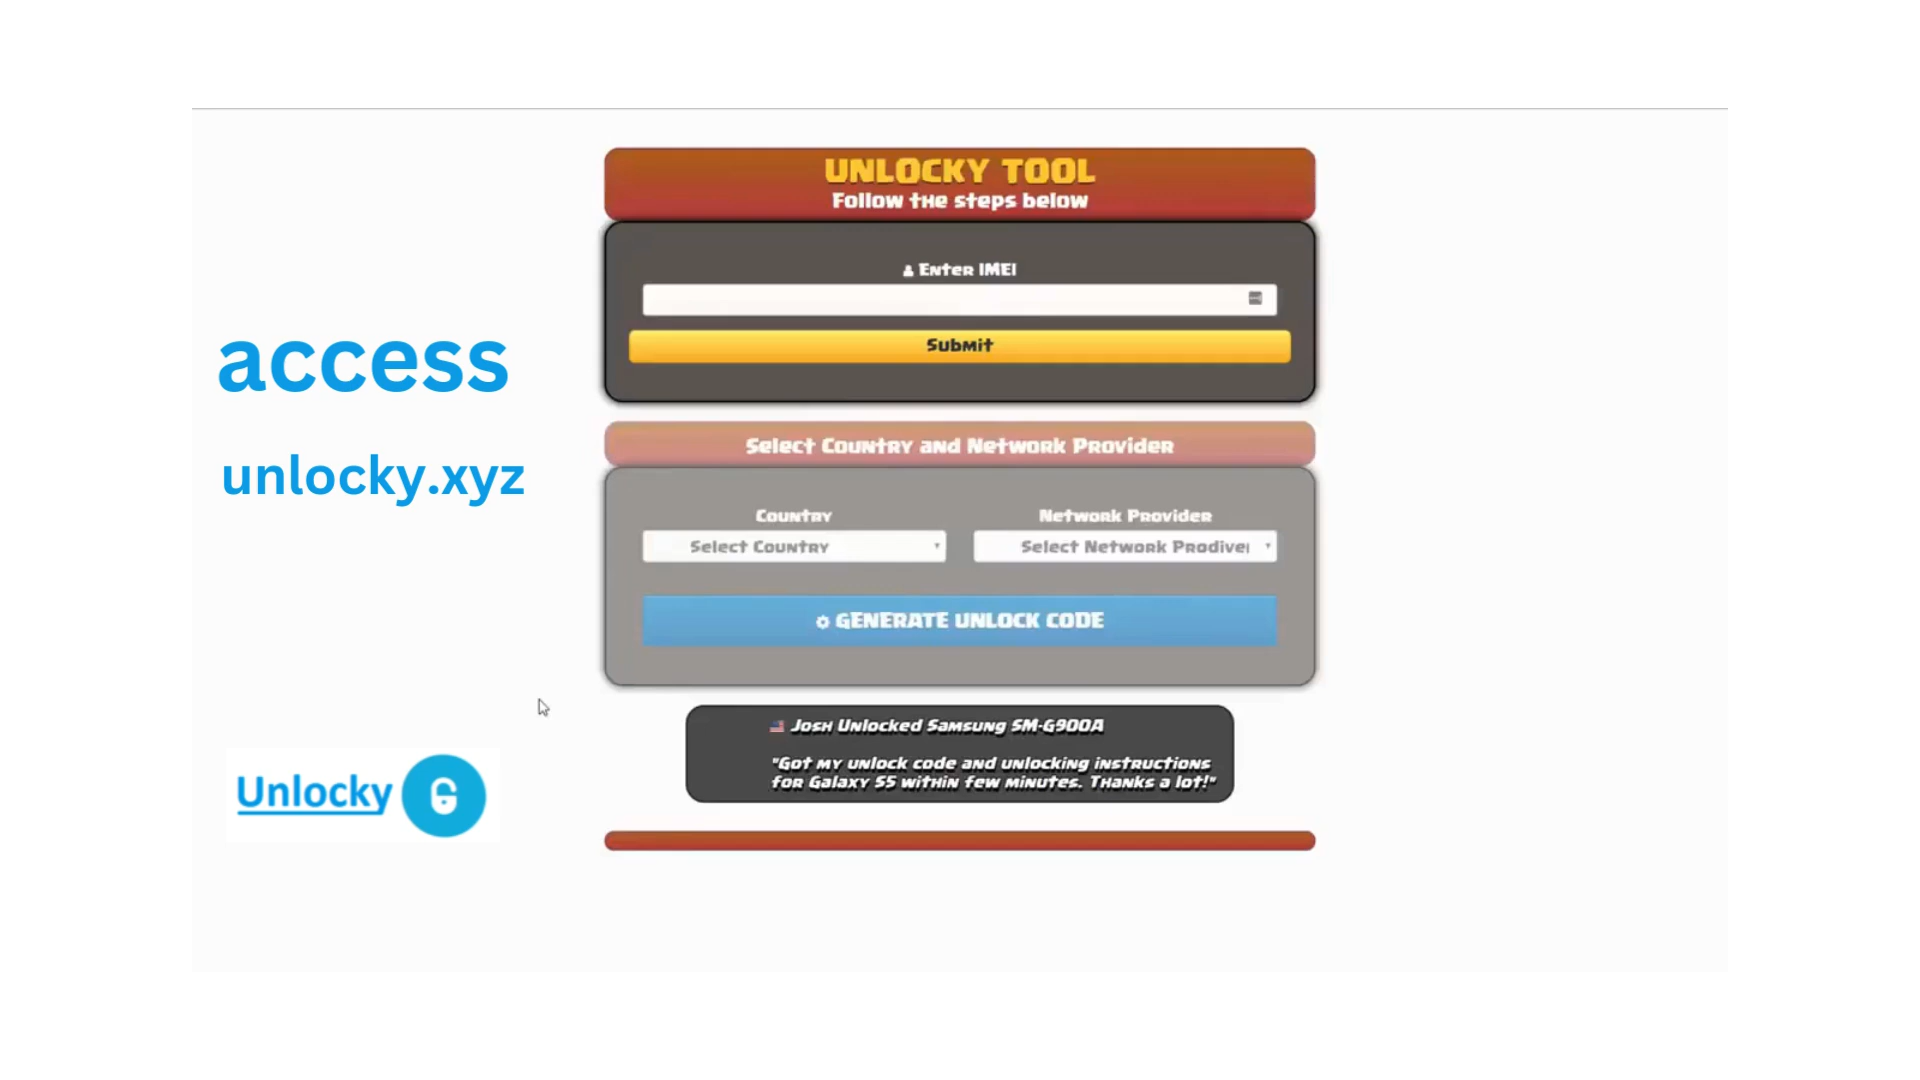 UNLOCKY TOOL
Follow the steps below
Enter IMEI
Submit
access
unlocky.xyz
Select Country and Network Provider
Country
Network Provider
Select Country
Select Network Prodiver
GENERATE UNLOCK CODE
Josh Unlocked Samsung SM-G900A
"Got my unlock code and unlocking instructions
for Galaxy S5 within few minutes. Thanks a lot!"
Unlocky